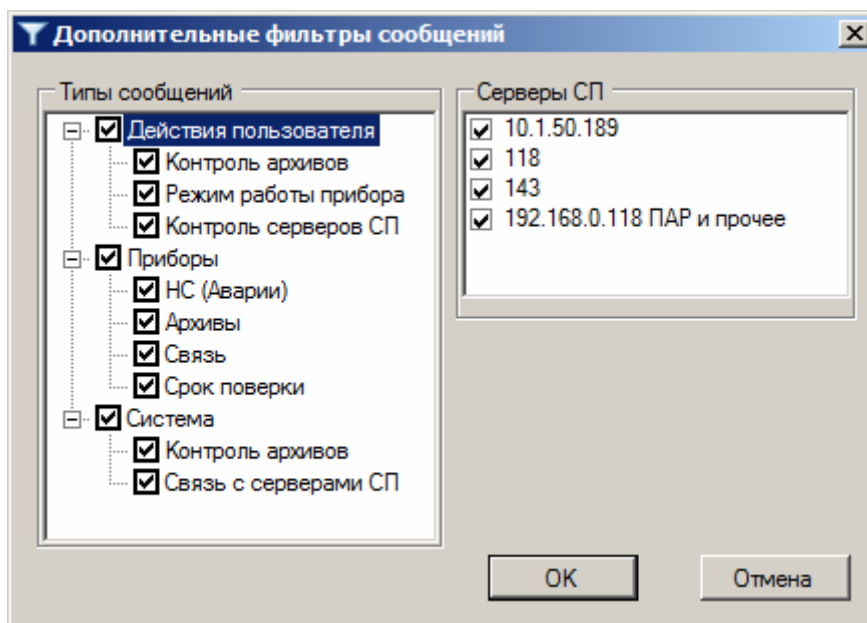 Дополнительные фильтры сообщений
Типы сообщений
Действия пользователя
Контроль архивов
Режим работы прибора
Контроль серверов СП
Приборы
НС (Аварии)
Архивы
Связь
Срок поверки
Система
Контроль архивов
Связь с серверами СП
Серверы СП
10.1.50.189
118
143
192.168.0.118 ПАР и прочее
OK
Отмена